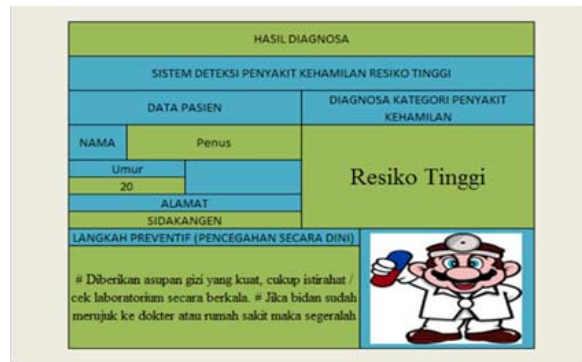 HASIL DIAGNOSA
SISTEM DETEKSI PENYAKIT KEHAMILAN RESIKO TINGGI
DATA PASIEN
DIAGNOSA KATEGORI PENYAKIT
KEHAMILAN
NAMA
Penus
Resiko Tinggi
Umur
20
ALAMAT
SIDAKANGEN
LANGKAH PREVENTIF (PENCEGAHAN SECARA DINI)
# Diberikan asupan gizi yang kuat, cukup istirahat /
cek laboratorium secara berkala. # Jika bidan sudah
merujuk ke dokter atau rumah sakit maka segeralah